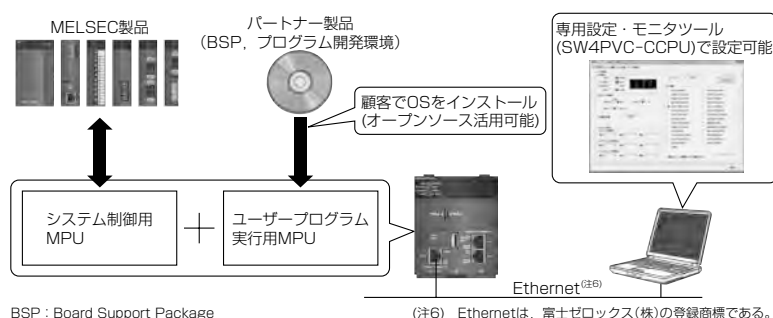 MELSEC製品
パートナー製品
(BSP，プログラム開発環境)
専用設定・モニタツール
(SW4PVC-CCPU)で設定可能
顧客でOSをインストール
(オープンソース活用可能)
システム制御用
MPU
＋
ユーザープログラム
実行用MPU
Ethernet(注6)
BSP：Board Support Package
(注6) Ethernetは，富士ゼロックス(株)の登録商標である。